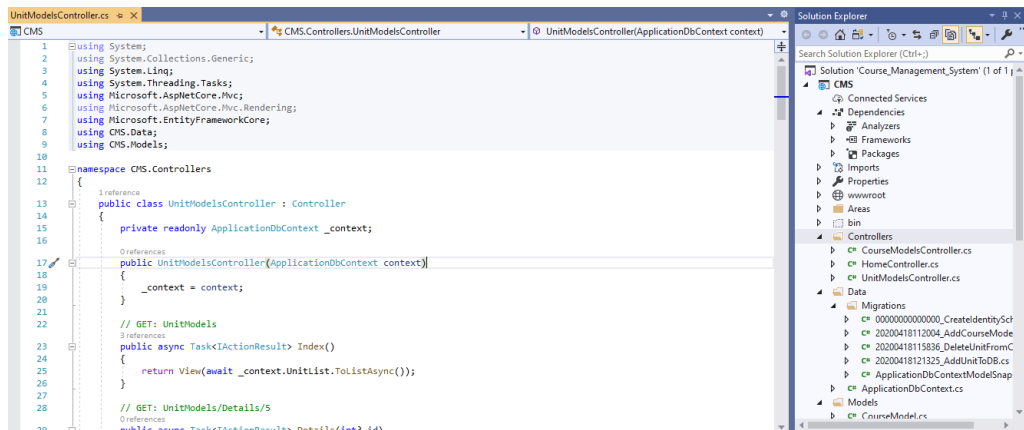 UnitModelsController.cs
CMS
CMS.Controllers.UnitModelsController
UnitModelsController(ApplicationDbContext context)
1 using System;
2 using System.Collections.Generic;
3 using System.Linq;
4 using System.Threading.Tasks;
5 using Microsoft.AspNetCore.Mvc;
6 using Microsoft.AspNetCore.Mvc.Rendering;
7 using Microsoft.EntityFrameworkCore;
8 using CMS.Data;
9 using CMS.Models;
10
11 namespace CMS.Controllers
12 {
1 reference
13 public class UnitModelsController : Controller
14 {
15 private readonly ApplicationDbContext _context;
16
0 references
17 public UnitModelsController(ApplicationDbContext context)
18 {
19 _context = context;
20 }
21
22 // GET: UnitModels
3 references
23 public async Task<IActionResult> Index()
24 {
25 return View(await _context.UnitList.ToListAsync());
26 }
27
28 // GET: UnitModels/Details/5
0 references
29 public async Task<IActionResult> Details(int? id)
Solution Explorer
Search Solution Explorer (Ctrl+;)
Solution 'Course_Management_System' (1 of 1 p
CMS
Connected Services
Dependencies
Analyzers
Frameworks
Packages
Imports
Properties
wwwroot
Areas
bin
Controllers
C# CourseModelsController.cs
C# HomeController.cs
C# UnitModelsController.cs
Data
Migrations
C# 00000000000000_CreateIdentitySch
C# 20200418112004_AddCourseMode
C# 20200418115836_DeleteUnitFromC
C# 20200418121325_AddUnitToDB.cs
C# ApplicationDbContextModelSnap
C# ApplicationDbContext.cs
Models
C# CourseModel.cs